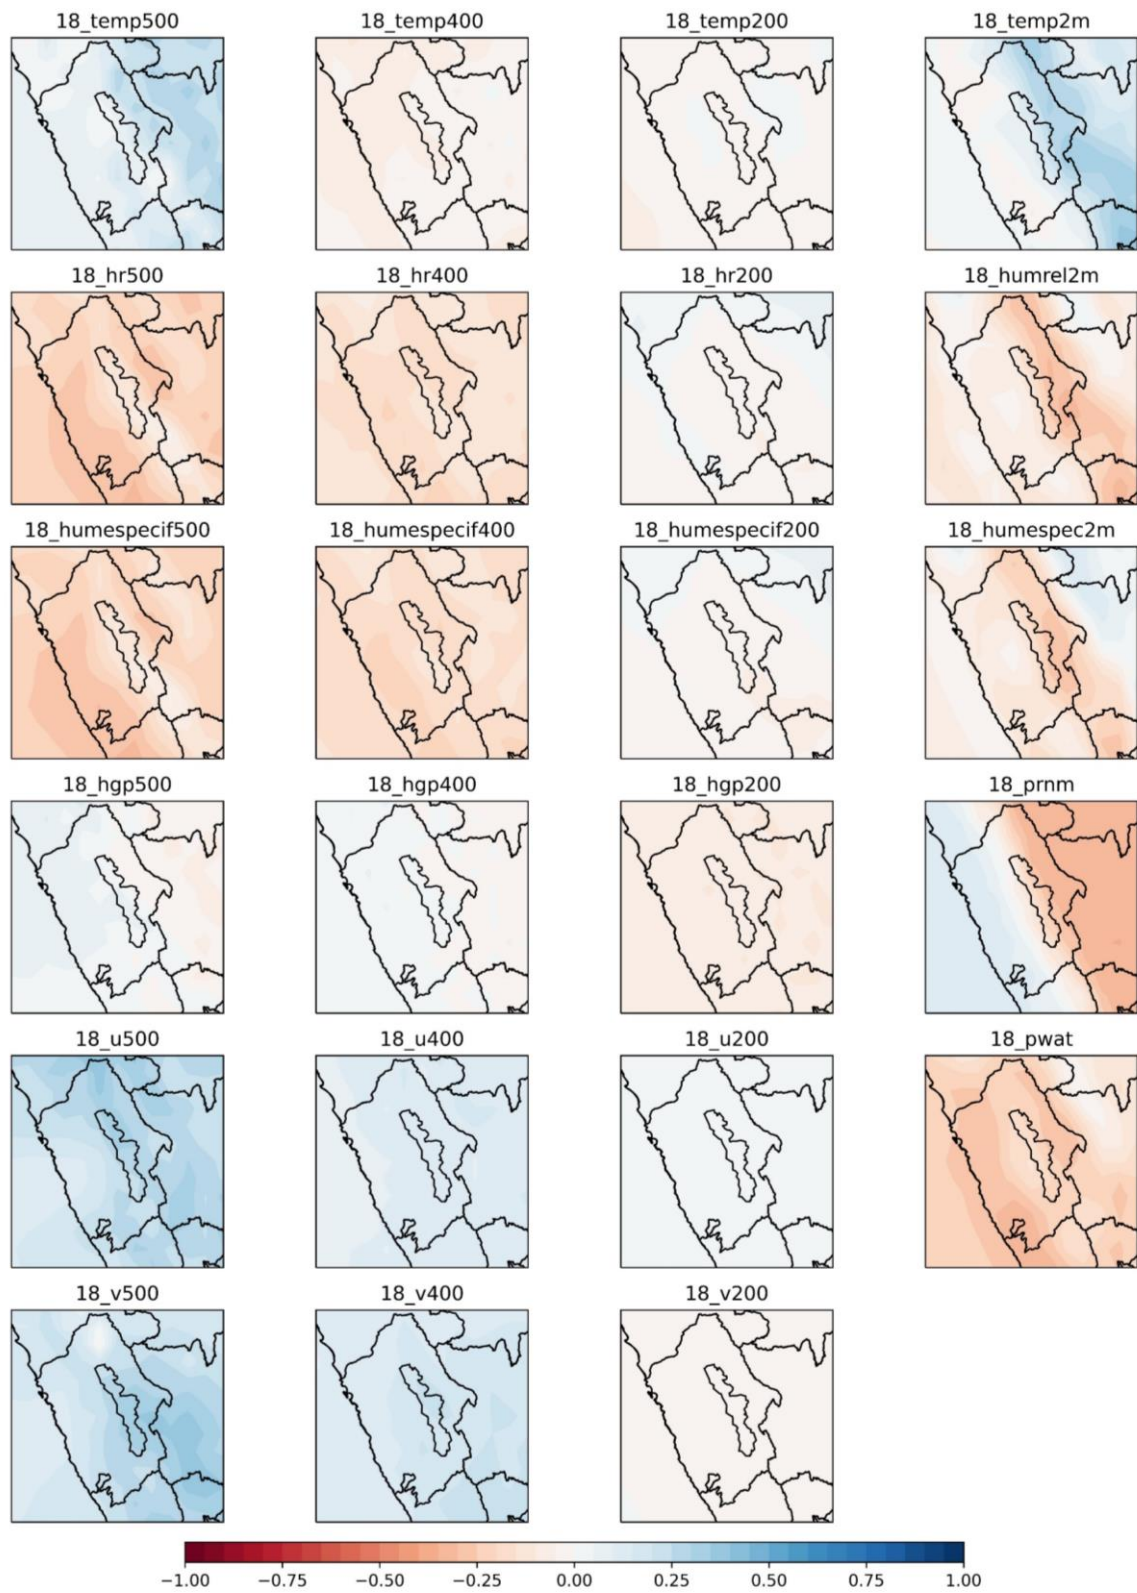 18_temp500 18_temp400 18_temp200 18_temp2m
18_hr500 18_hr400 18_hr200 18_humrel2m
18_humespecif500 18_humespecif400 18_humespecif200 18_humespec2m
18_hgp500 18_hgp400 18_hgp200 18_prnm
18_u500 18_u400 18_u200 18_pwat
18_v500 18_v400 18_v200
−1.00 −0.75 −0.50 −0.25 0.00 0.25 0.50 0.75 1.00